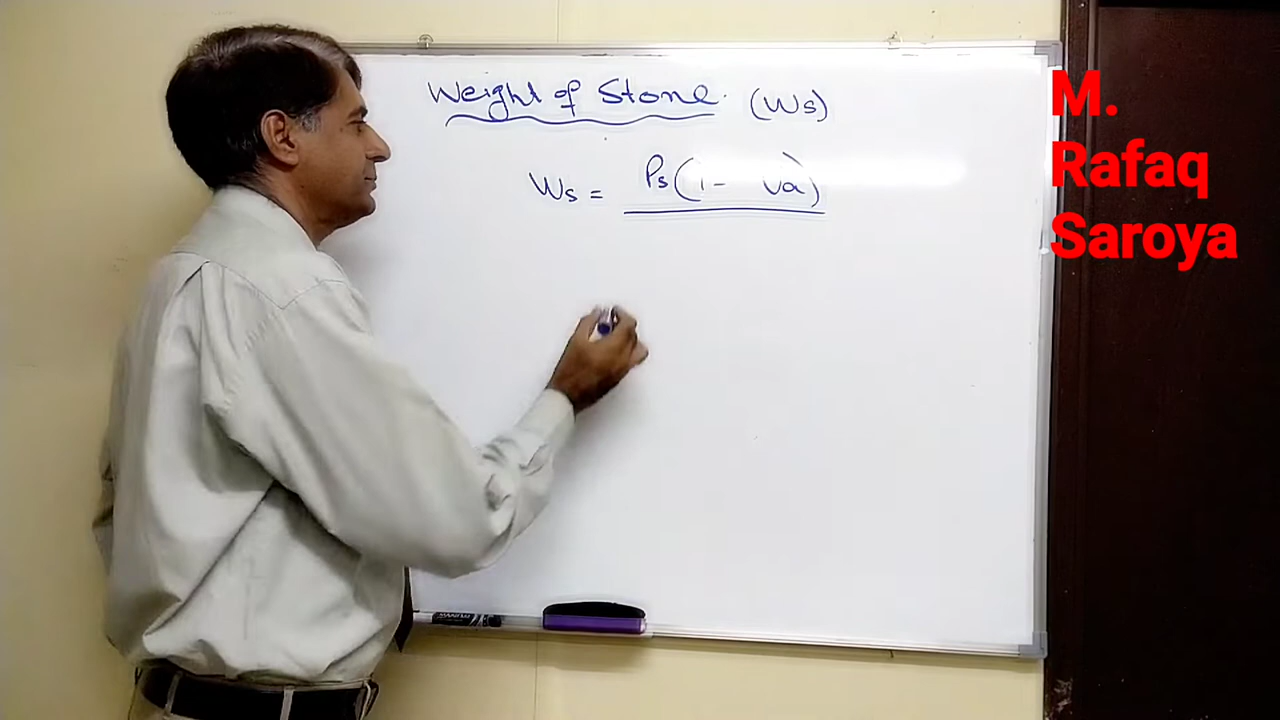 Weight of Stone. (Ws)
Ws = Ps(1- Va)
M.
Rafaq
Saroya